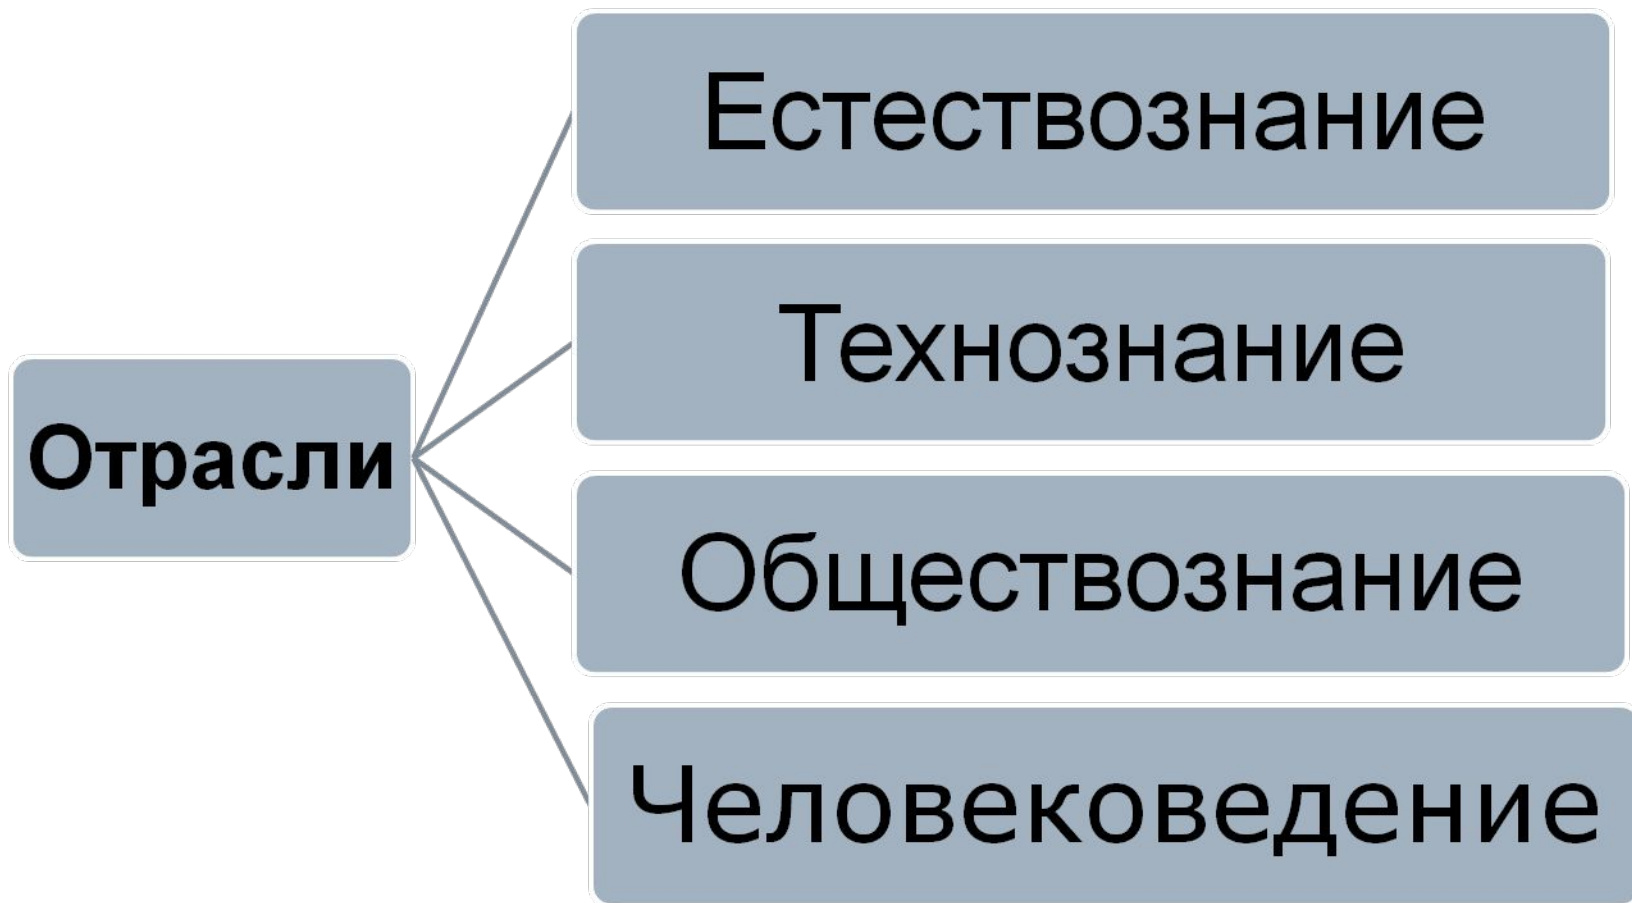 Естествознание
Технознание
Отрасли
Обществознание
Человековедение